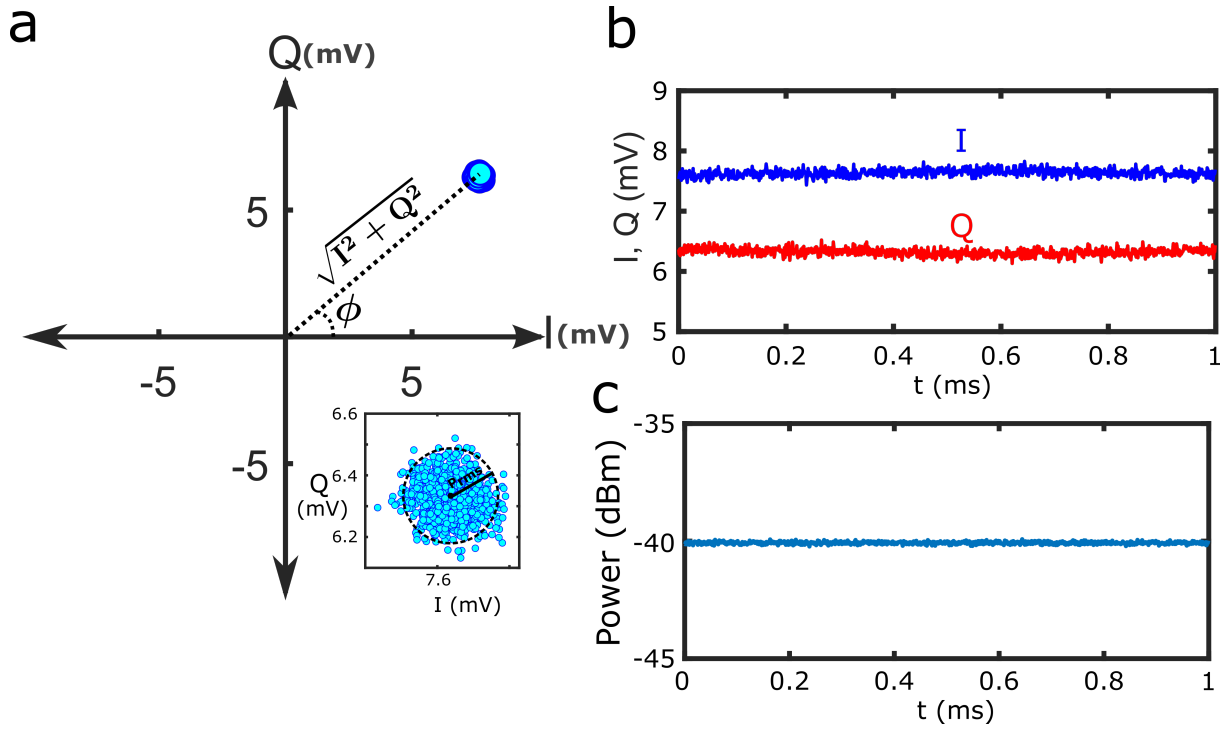 a
Q(mV)
5
√I² + Q²
ϕ
I(mV)
-5
5
-5
6.6
6.4
6.2
Q
(mV)
Prms
7.6
I (mV)
b
9
8
7
6
5
I, Q (mV)
I
Q
0
0.2
0.4
0.6
0.8
1
t (ms)
c
-35
-40
-45
Power (dBm)
0
0.2
0.4
0.6
0.8
1
t (ms)